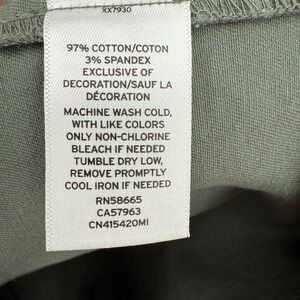 RX7930
97% COTTON/COTON
3% SPANDEX
EXCLUSIVE OF
DECORATION/SAUF LA
DÉCORATION
MACHINE WASH COLD,
WITH LIKE COLORS
ONLY NON-CHLORINE
BLEACH IF NEEDED
TUMBLE DRY LOW,
REMOVE PROMPTLY
COOL IRON IF NEEDED
RN58665
CA57963
CN415420MI